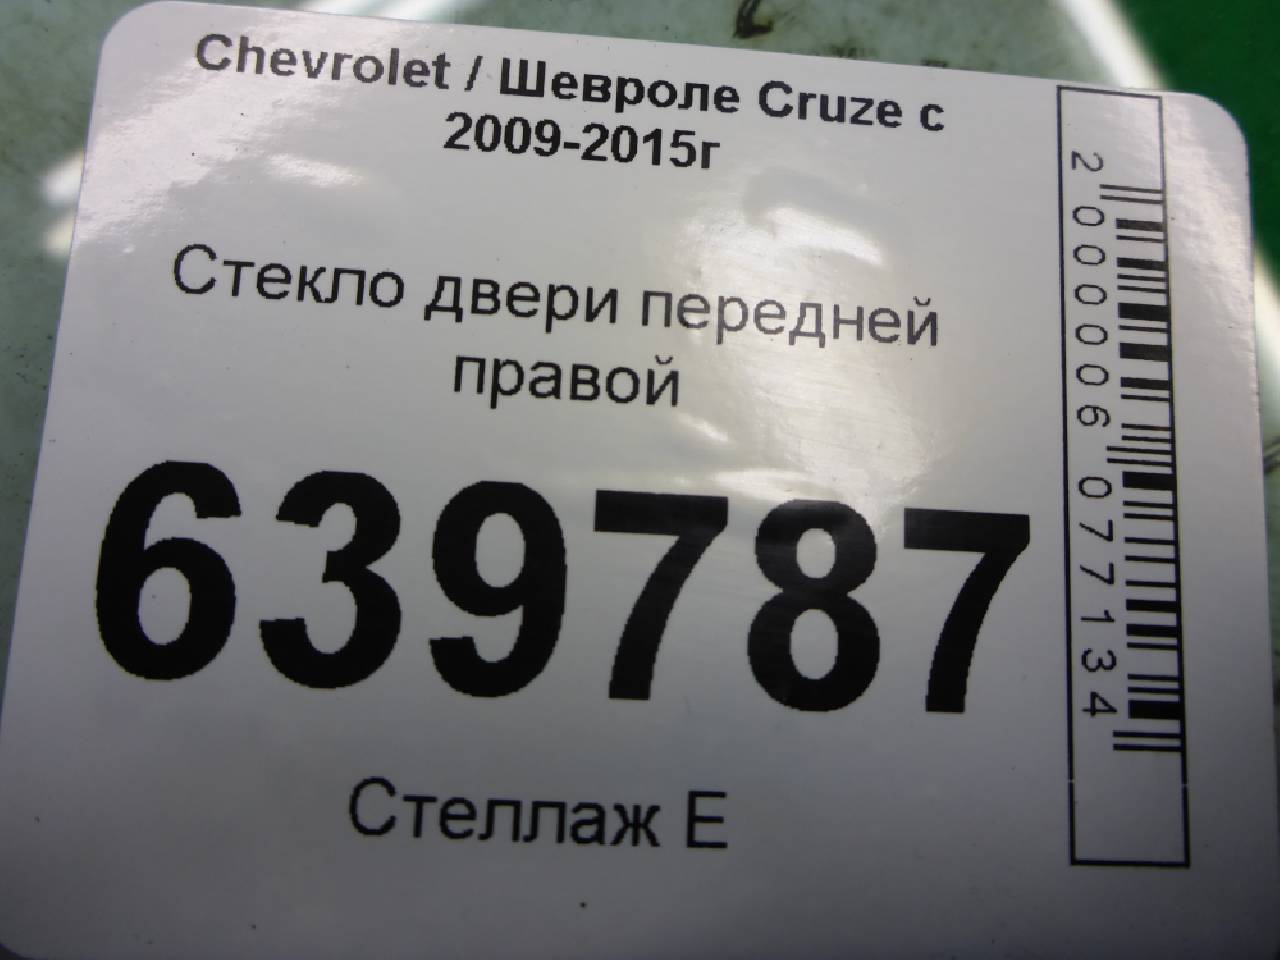 Chevrolet / Шевроле Cruze с
2009-2015г
Стекло двери передней
правой
639787
Стеллаж Е
2000006077134